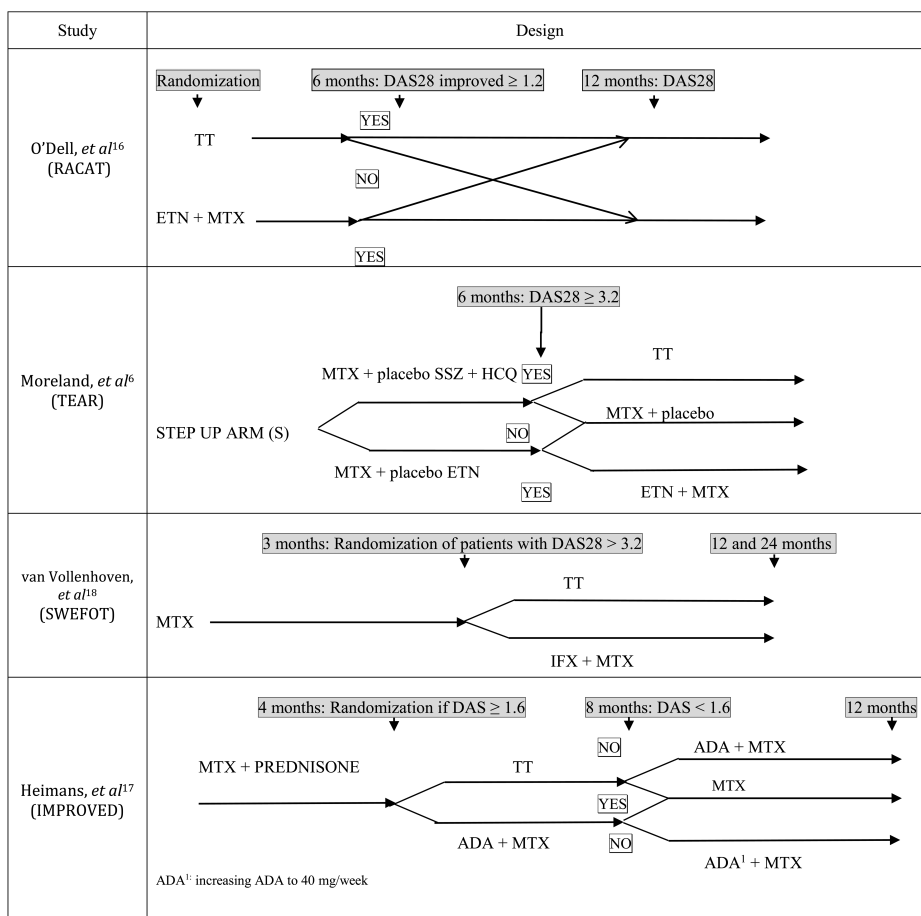 Study
Design
O'Dell, et al16
(RACAT)
Randomization
6 months: DAS28 improved ≥ 1.2
12 months: DAS28
YES
TT
NO
ETN + MTX
YES
Moreland, et al6
(TEAR)
6 months: DAS28 ≥ 3.2
TT
MTX + placebo SSZ + HCQ
YES
MTX + placebo
STEP UP ARM (S)
NO
MTX + placebo ETN
YES
ETN + MTX
van Vollenhoven,
et al18
(SWEFOT)
3 months: Randomization of patients with DAS28 > 3.2
12 and 24 months
TT
MTX
IFX + MTX
Heimans, et al17
(IMPROVED)
4 months: Randomization if DAS ≥ 1.6
8 months: DAS < 1.6
12 months
NO
ADA + MTX
MTX + PREDNISONE
TT
MTX
YES
ADA + MTX
NO
ADA1 + MTX
ADA1: increasing ADA to 40 mg/week